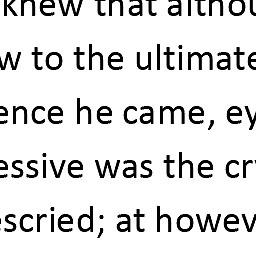 knew that althou
w to the ultimate
ence he came, ey
essive was the cr
escried; at howev